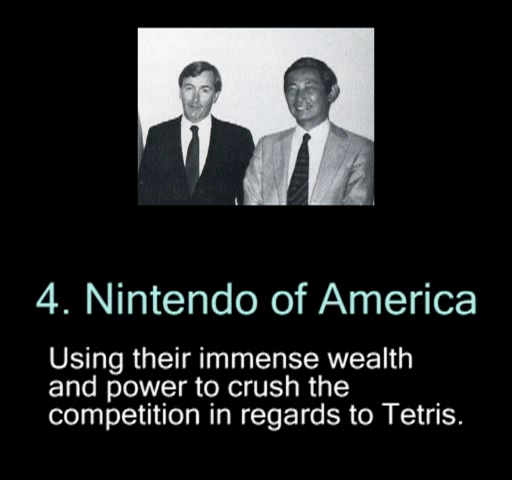 4. Nintendo of America
Using their immense wealth
and power to crush the
competition in regards to Tetris.